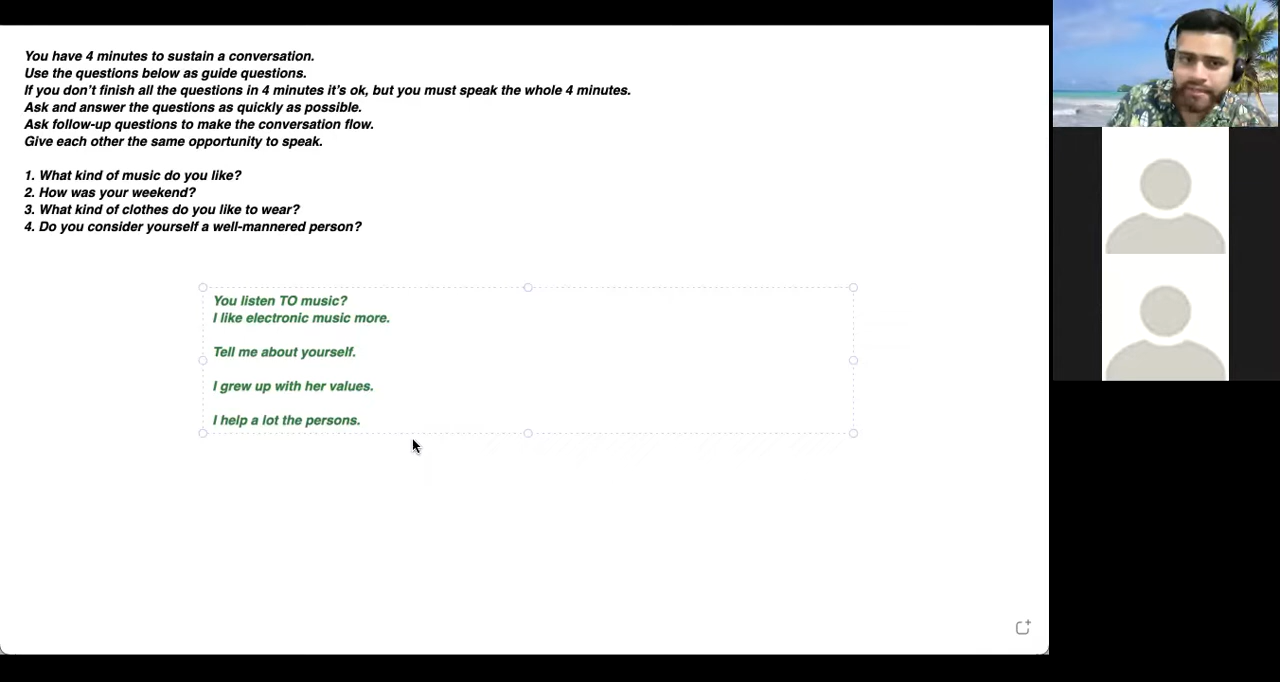 You have 4 minutes to sustain a conversation.
Use the questions below as guide questions.
If you don't finish all the questions in 4 minutes it's ok, but you must speak the whole 4 minutes.
Ask and answer the questions as quickly as possible.
Ask follow-up questions to make the conversation flow.
Give each other the same opportunity to speak.
1. What kind of music do you like?
2. How was your weekend?
3. What kind of clothes do you like to wear?
4. Do you consider yourself a well-mannered person?
You listen TO music?
I like electronic music more.
Tell me about yourself.
I grew up with her values.
I help a lot the persons.